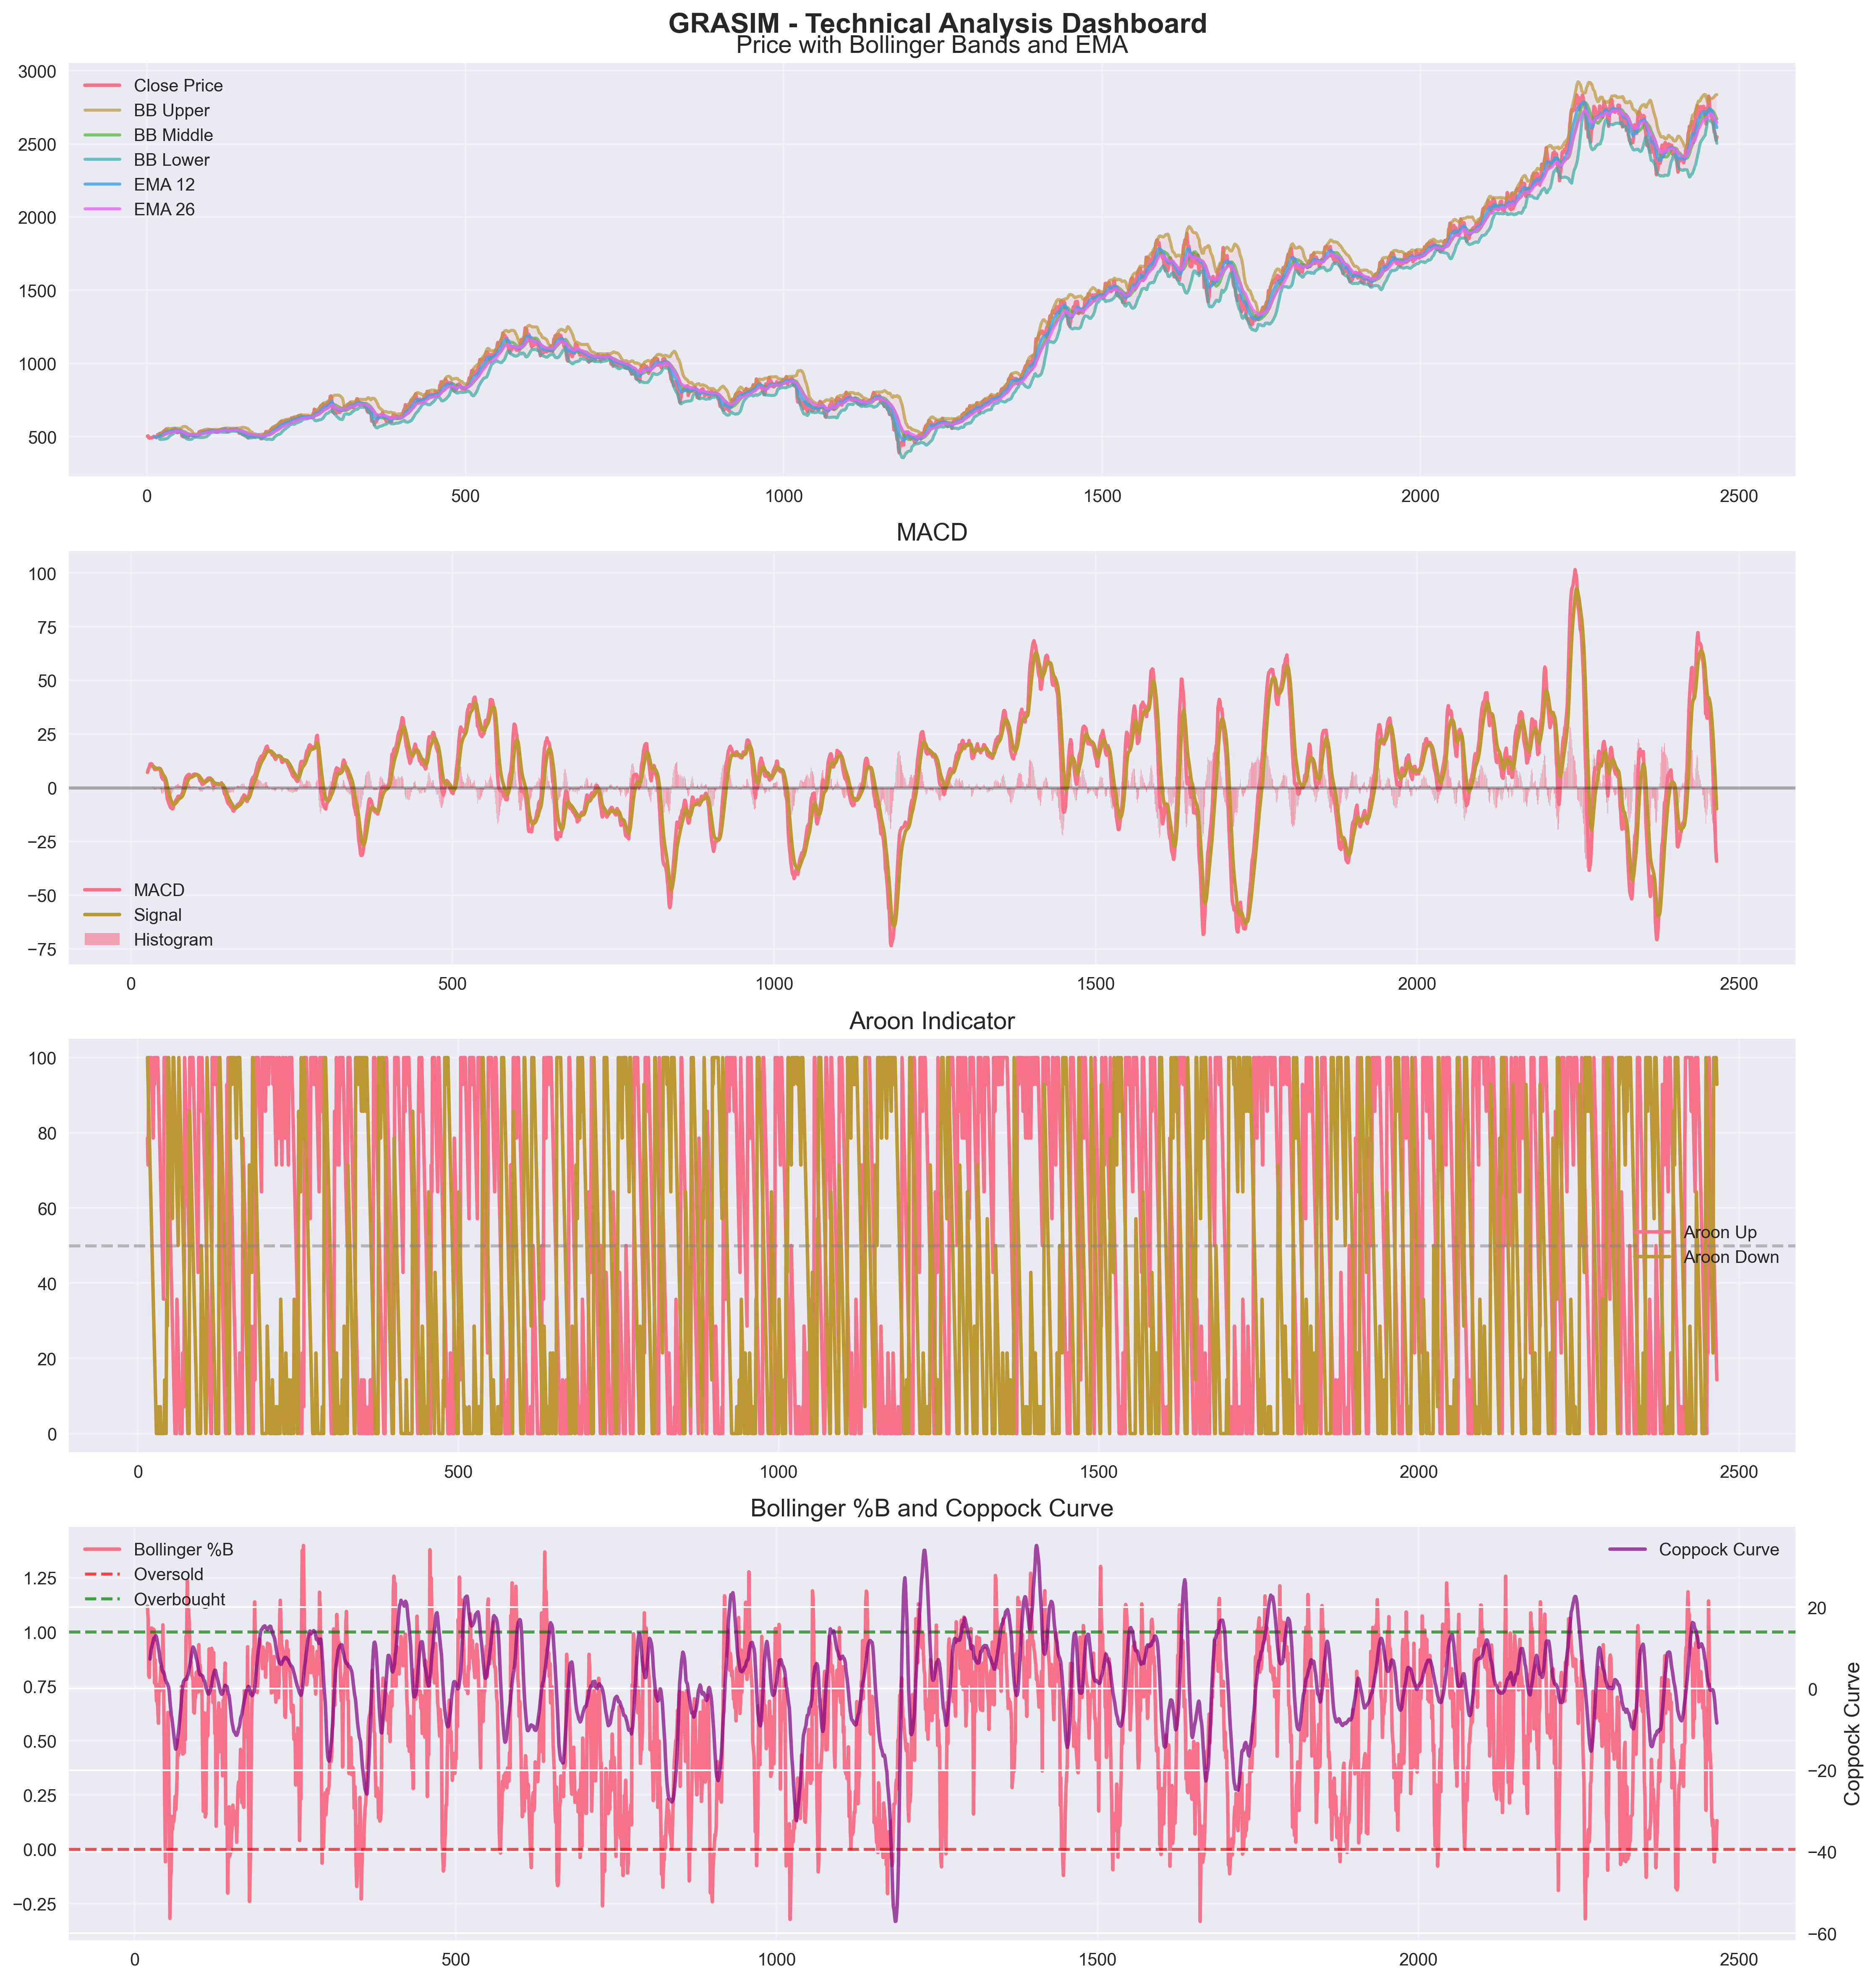 GRASIM - Technical Analysis Dashboard
Price with Bollinger Bands and EMA
3000
2500
2000
1500
1000
500
Close Price
BB Upper
BB Middle
BB Lower
EMA 12
EMA 26
0 500 1000 1500 2000 2500
MACD
100
75
50
25
0
−25
−50
−75
MACD
Signal
Histogram
0 500 1000 1500 2000 2500
Aroon Indicator
100
80
60
40
20
0
Aroon Up
Aroon Down
0 500 1000 1500 2000 2500
Bollinger %B and Coppock Curve
1.25
1.00
0.75
0.50
0.25
0.00
−0.25
Bollinger %B
Oversold
Overbought
Coppock Curve
20
0
−20
−40
−60
Coppock Curve
0 500 1000 1500 2000 2500